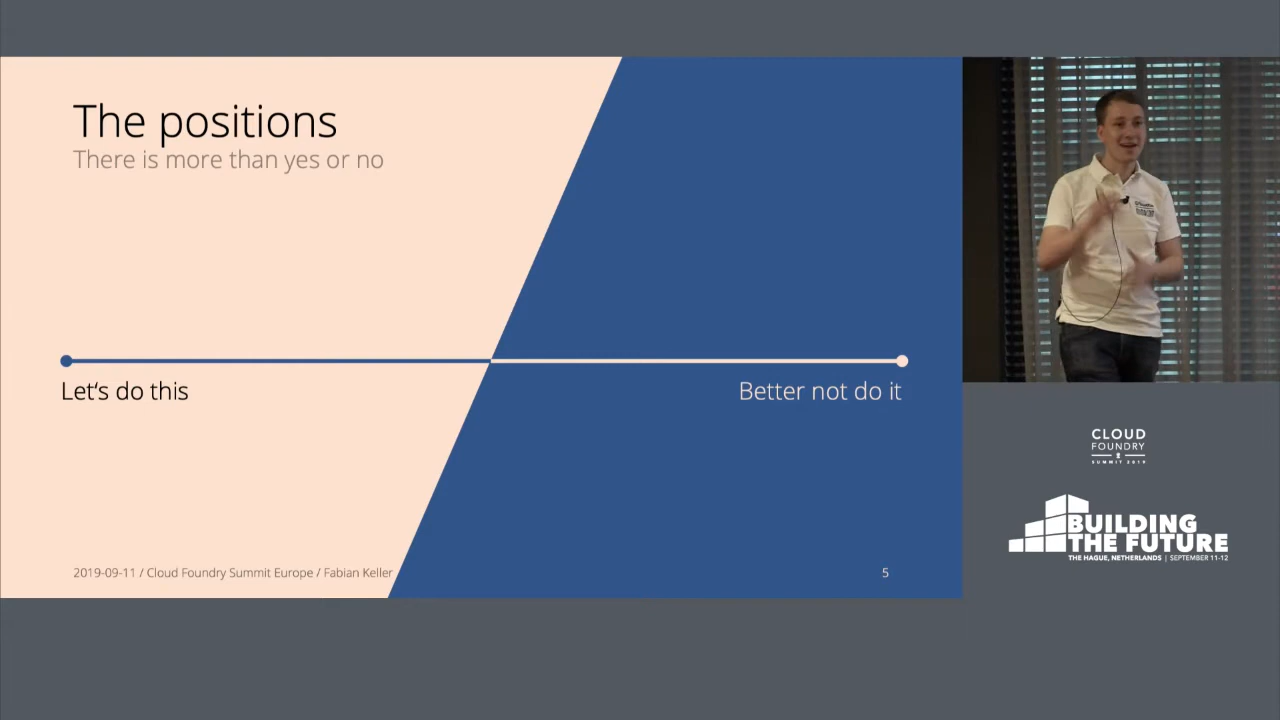 The positions
There is more than yes or no
Let's do this
Better not do it
2019-09-11 / Cloud Foundry Summit Europe / Fabian Keller
5
CLOUD
FOUNDRY
SUMMIT 2019
BUILDING
THE FUTURE
THE HAGUE, NETHERLANDS | SEPTEMBER 11-12